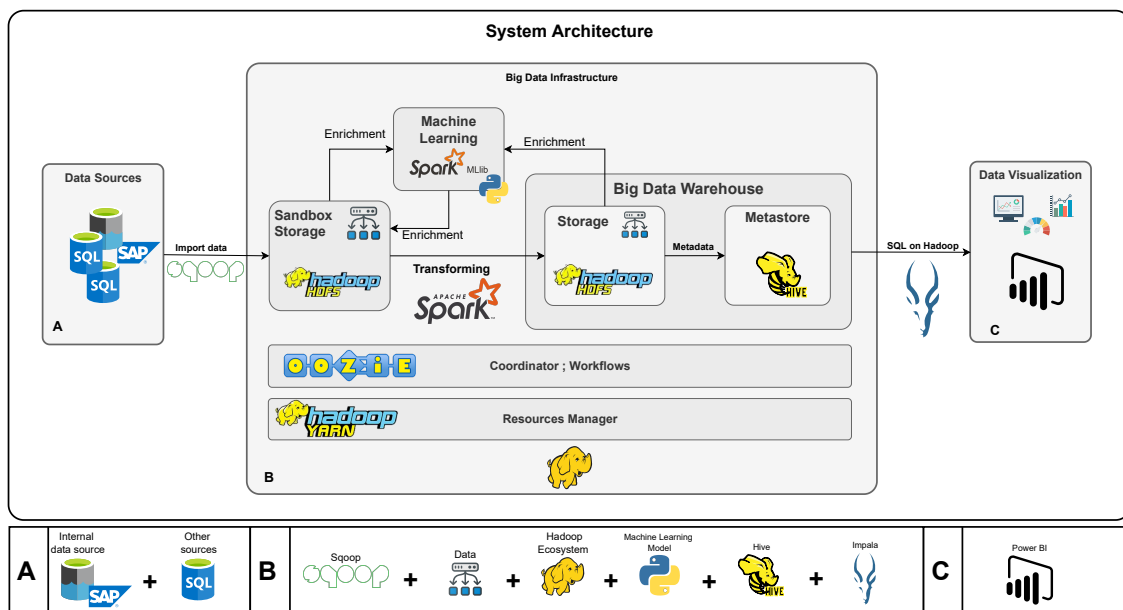 System Architecture
Big Data Infrastructure
Machine
Learning
Spark
MLlib
Enrichment
Enrichment
Enrichment
Data Sources
SQL
SAP
SQL
A
Import data
sqoop
Sandbox
Storage
hadoop
HDFS
Transforming
APACHE
Spark
Big Data Warehouse
Storage
hadoop
HDFS
Metadata
Metastore
HIVE
SQL on Hadoop
Data Visualization
C
OOZiE
Coordinator ; Workflows
hadoop
YARN
Resources Manager
B
A
Internal
data source
SAP
+
Other
sources
SQL
B
Sqoop
sqoop
+
Data
+
Hadoop
Ecosystem
+
Machine Learning
Model
+
Hive
HIVE
+
Impala
C
Power BI